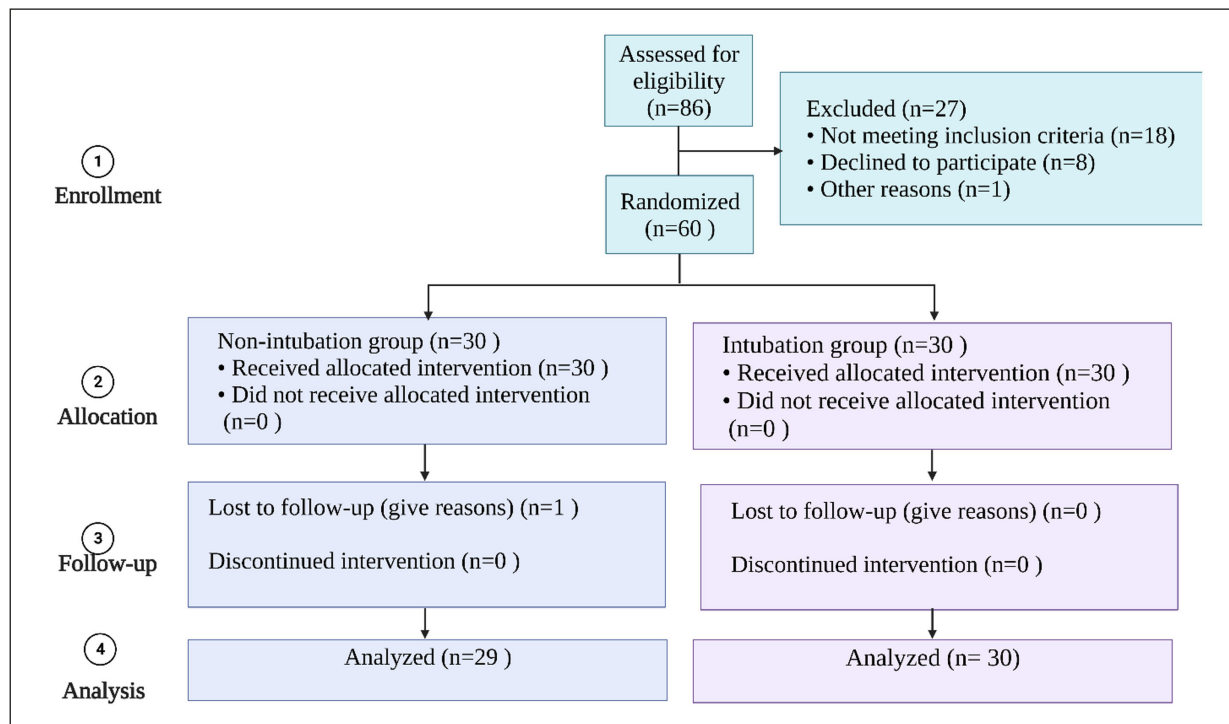 Assessed for
eligibility
(n=86)
Excluded (n=27)
• Not meeting inclusion criteria (n=18)
• Declined to participate (n=8)
• Other reasons (n=1)
1
Enrollment
Randomized
(n=60 )
Non-intubation group (n=30 )
• Received allocated intervention (n=30 )
• Did not receive allocated intervention
(n=0 )
Intubation group (n=30 )
• Received allocated intervention (n=30 )
• Did not receive allocated intervention
(n=0 )
2
Allocation
Lost to follow-up (give reasons) (n=1 )
Discontinued intervention (n=0 )
Lost to follow-up (give reasons) (n=0 )
Discontinued intervention (n=0 )
3
Follow-up
Analyzed (n=29 )
Analyzed (n= 30)
4
Analysis